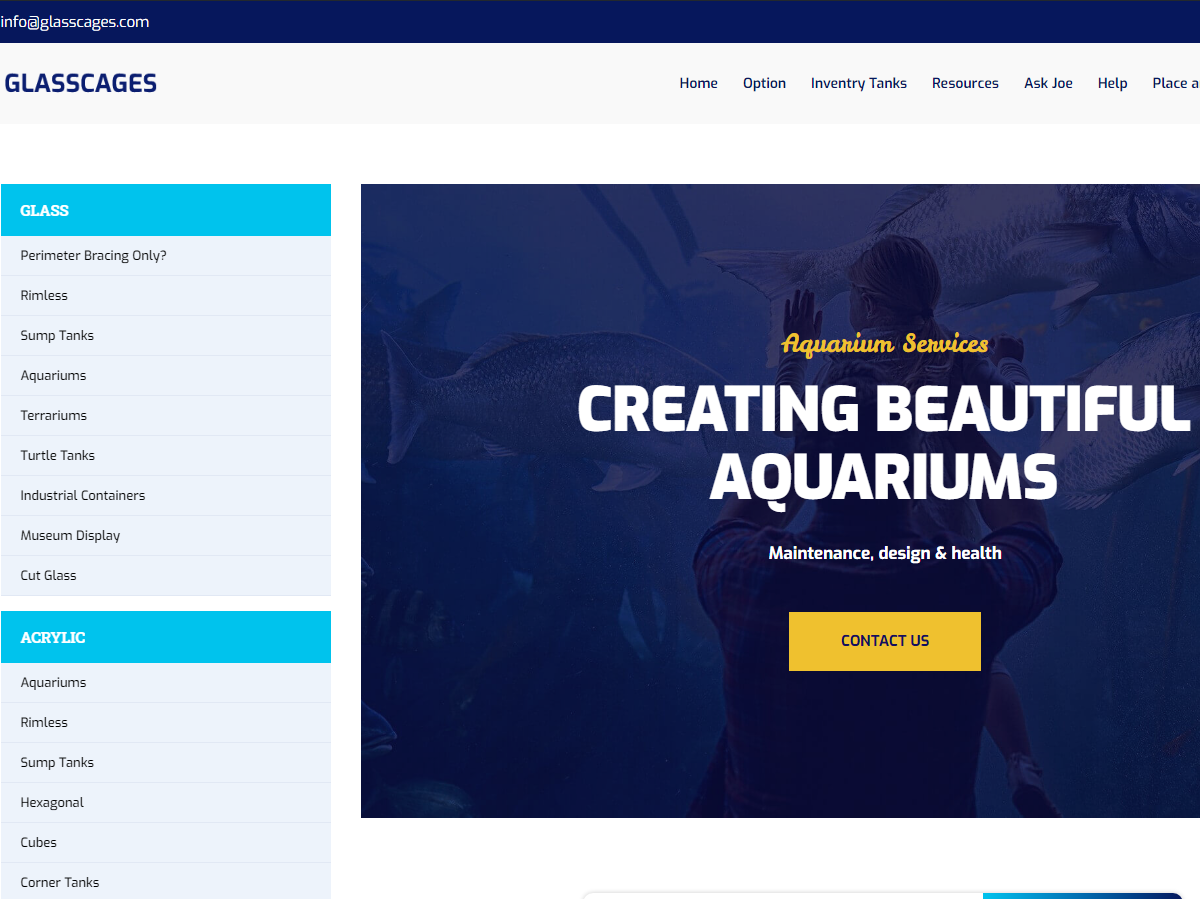 info@glasscages.com
GLASSCAGES
Home Option Inventry Tanks Resources Ask Joe Help Place
GLASS
Perimeter Bracing Only?
Rimless
Sump Tanks
Aquariums
Terrariums
Turtle Tanks
Industrial Containers
Museum Display
Cut Glass
ACRYLIC
Aquariums
Rimless
Sump Tanks
Hexagonal
Cubes
Corner Tanks
Aquarium Services
CREATING BEAUTIFUL
AQUARIUMS
Maintenance, design & health
CONTACT US